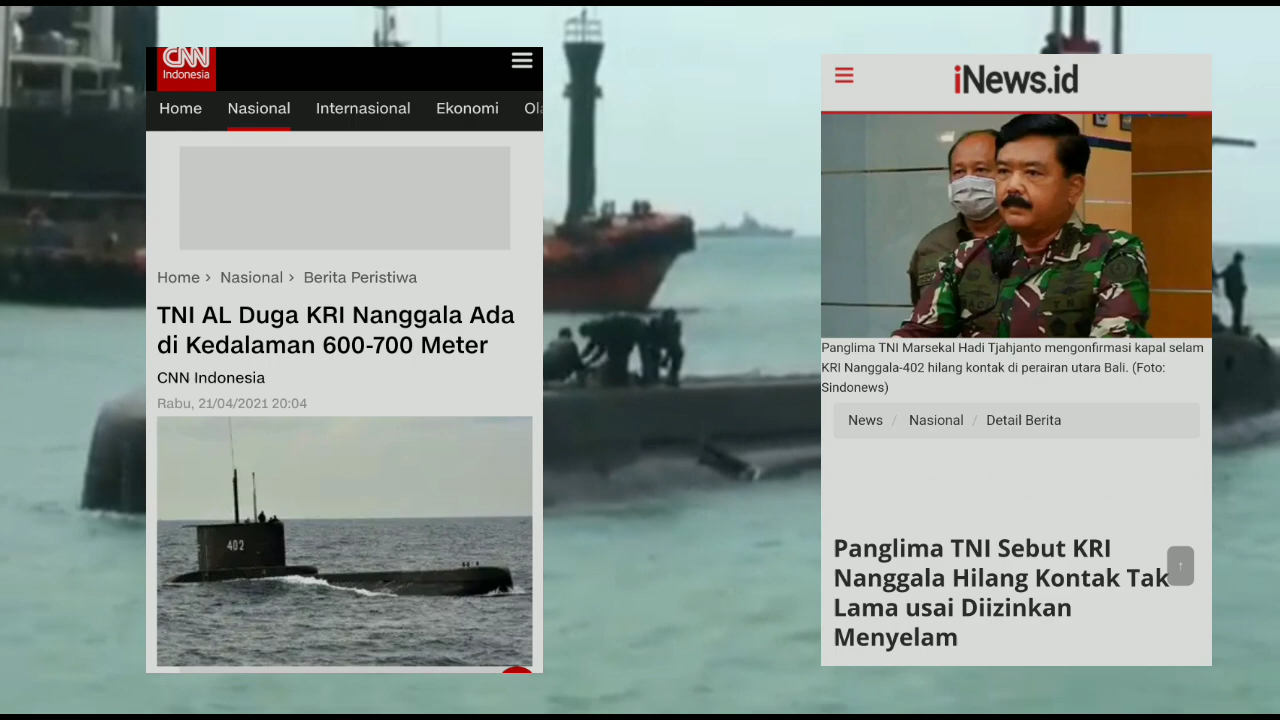 CNN
Indonesia
Home Nasional Internasional Ekonomi Ol
Home › Nasional › Berita Peristiwa
TNI AL Duga KRI Nanggala Ada
di Kedalaman 600-700 Meter
CNN Indonesia
Rabu, 21/04/2021 20:04
402
iNews.id
Panglima TNI Marsekal Hadi Tjahjanto mengonfirmasi kapal selam
KRI Nanggala-402 hilang kontak di perairan utara Bali. (Foto:
Sindonews)
News / Nasional / Detail Berita
Panglima TNI Sebut KRI
Nanggala Hilang Kontak Tak
Lama usai Diizinkan
Menyelam